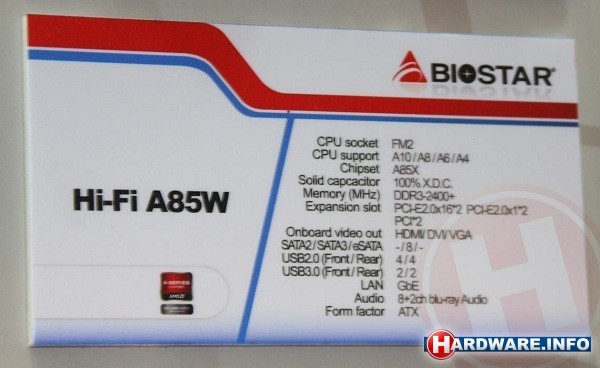 BIOSTAR®
Hi-Fi A85W
CPU socket FM2
CPU support A10 / A8 / A6 / A4
Chipset A85X
Solid capcacitor 100% X.D.C.
Memory (MHz) DDR3-2400+
Expansion slot PCI-E2.0x16*2 PCI-E2.0x1*2
PCI*2
Onboard video out HDMI/ DVI / VGA
SATA2 / SATA3 / eSATA - / 8 / -
USB2.0 (Front / Rear) 4 / 4
USB3.0 (Front / Rear) 2 / 2
LAN GbE
Audio 8+2ch blu-ray Audio
Form factor ATX
A-SERIES
AMD
H HARDWARE.INFO